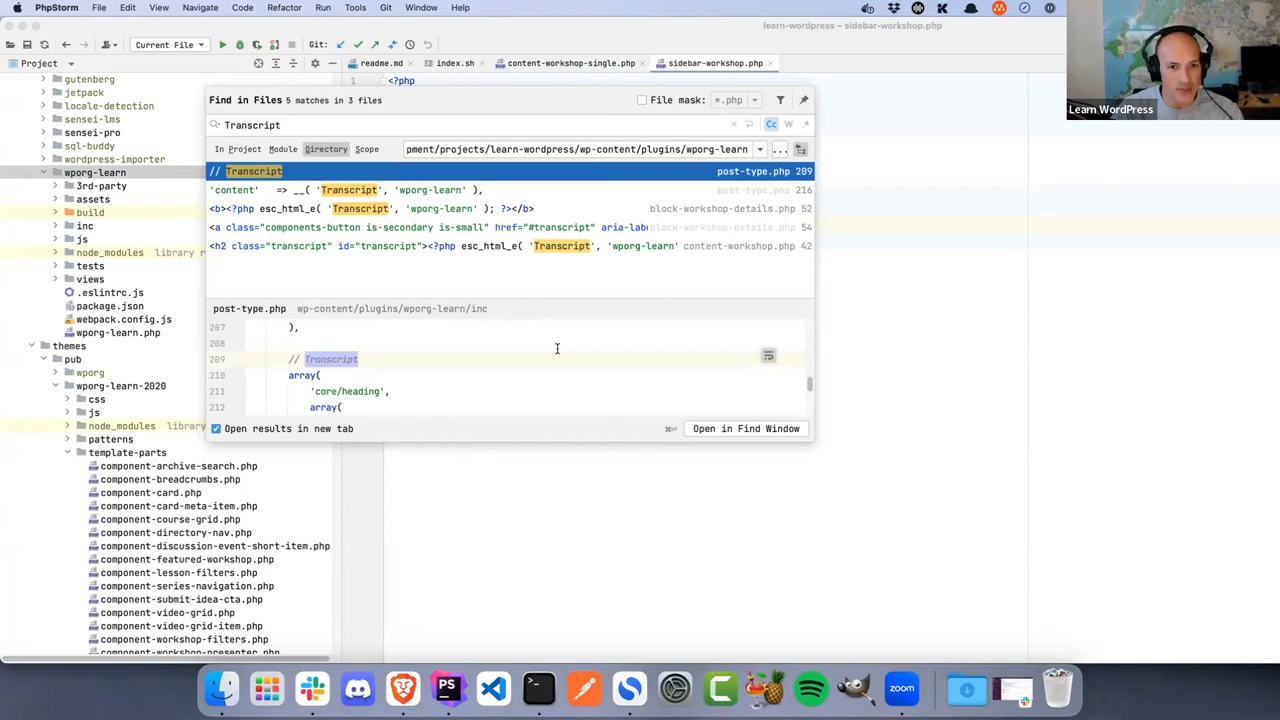 PhpStorm File Edit View Navigate Code Refactor Run Tools Git Window Help
learn-wordpress – sidebar-workshop.php
Current File Git:
Project
readme.md index.sh content-workshop-single.php sidebar-workshop.php
gutenberg
jetpack
locale-detection
sensei-lms
sensei-pro
sql-buddy
wordpress-importer
wporg-learn
3rd-party
assets
build
inc
js
node_modules library r
tests
views
.eslintrc.js
package.json
webpack.config.js
wporg-learn.php
themes
pub
wporg
wporg-learn-2020
css
js
node_modules library
patterns
template-parts
component-archive-search.php
component-breadcrumbs.php
component-card.php
component-card-meta-item.php
component-course-grid.php
component-directory-nav.php
component-discussion-event-short-item.php
component-featured-workshop.php
component-lesson-filters.php
component-series-navigation.php
component-submit-idea-cta.php
component-video-grid.php
component-video-grid-item.php
component-workshop-filters.php
component-workshop-presenter.php
1 <?php
Find in Files 5 matches in 3 files File mask: *.php
Transcript Cc W .*
In Project Module Directory Scope pment/projects/learn-wordpress/wp-content/plugins/wporg-learn ...
// Transcript post-type.php 209
'content' => __( 'Transcript', 'wporg-learn' ), post-type.php 216
<b><?php esc_html_e( 'Transcript', 'wporg-learn' ); ?></b> block-workshop-details.php 52
<a class="components-button is-secondary is-small" href="#transcript" aria-labe block-workshop-details.php 54
<h2 class="transcript" id="transcript"><?php esc_html_e( 'Transcript', 'wporg-learn' content-workshop.php 42
post-type.php wp-content/plugins/wporg-learn/inc
207 ),
208
209 // Transcript
210 array(
211 'core/heading',
212 array(
Open results in new tab Open in Find Window
Learn WordPress
PS
zoom